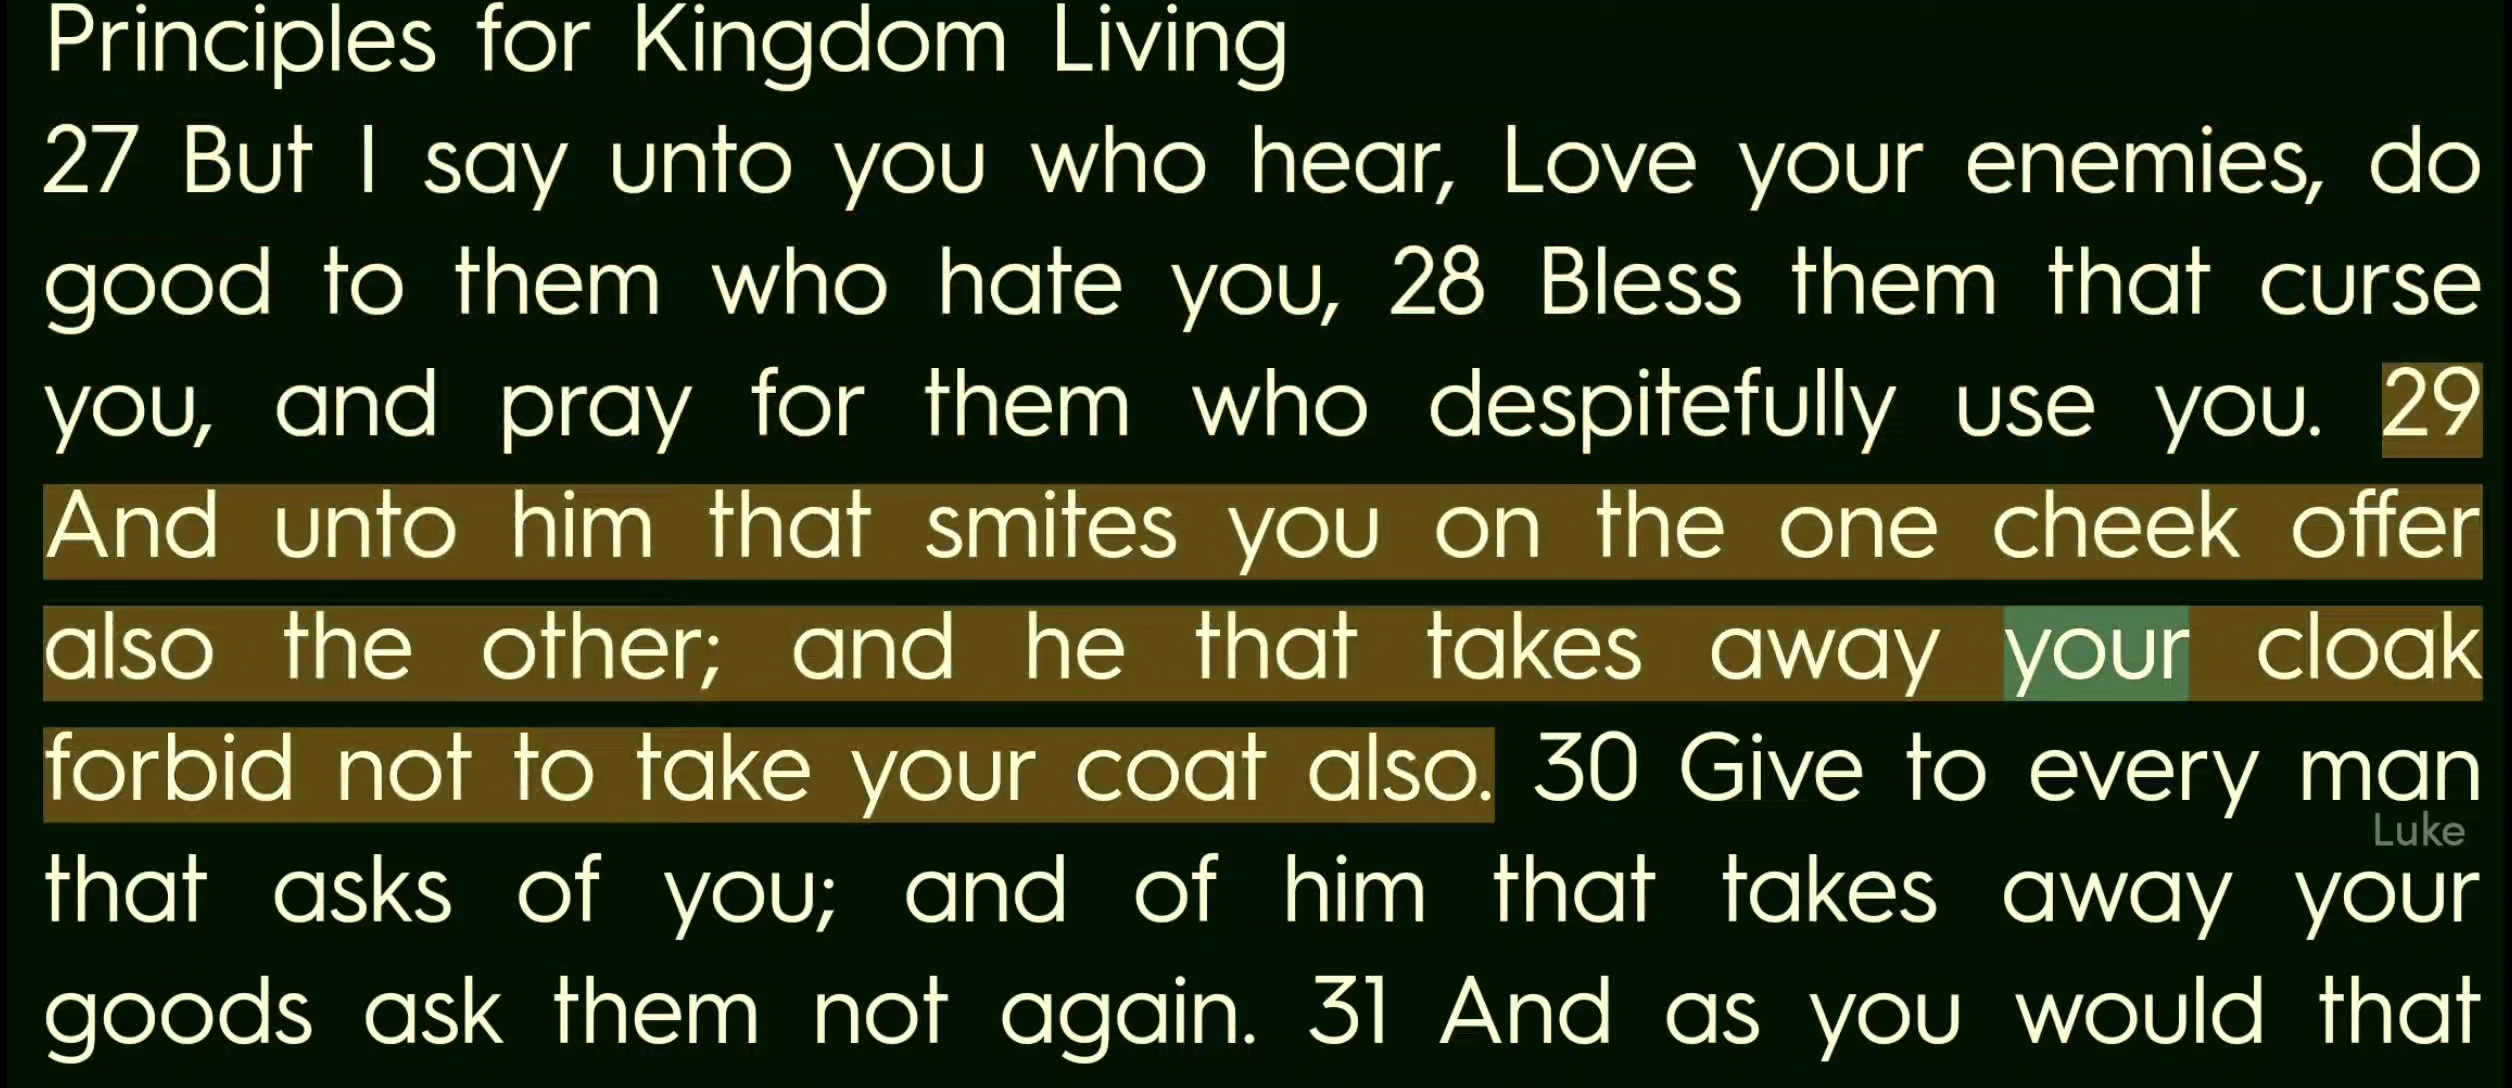 Principles for Kingdom Living
27 But I say unto you who hear, Love your enemies, do
good to them who hate you, 28 Bless them that curse
you, and pray for them who despitefully use you. 29
And unto him that smites you on the one cheek offer
also the other; and he that takes away your cloak
forbid not to take your coat also. 30 Give to every man
Luke
that asks of you; and of him that takes away your
goods ask them not again. 31 And as you would that